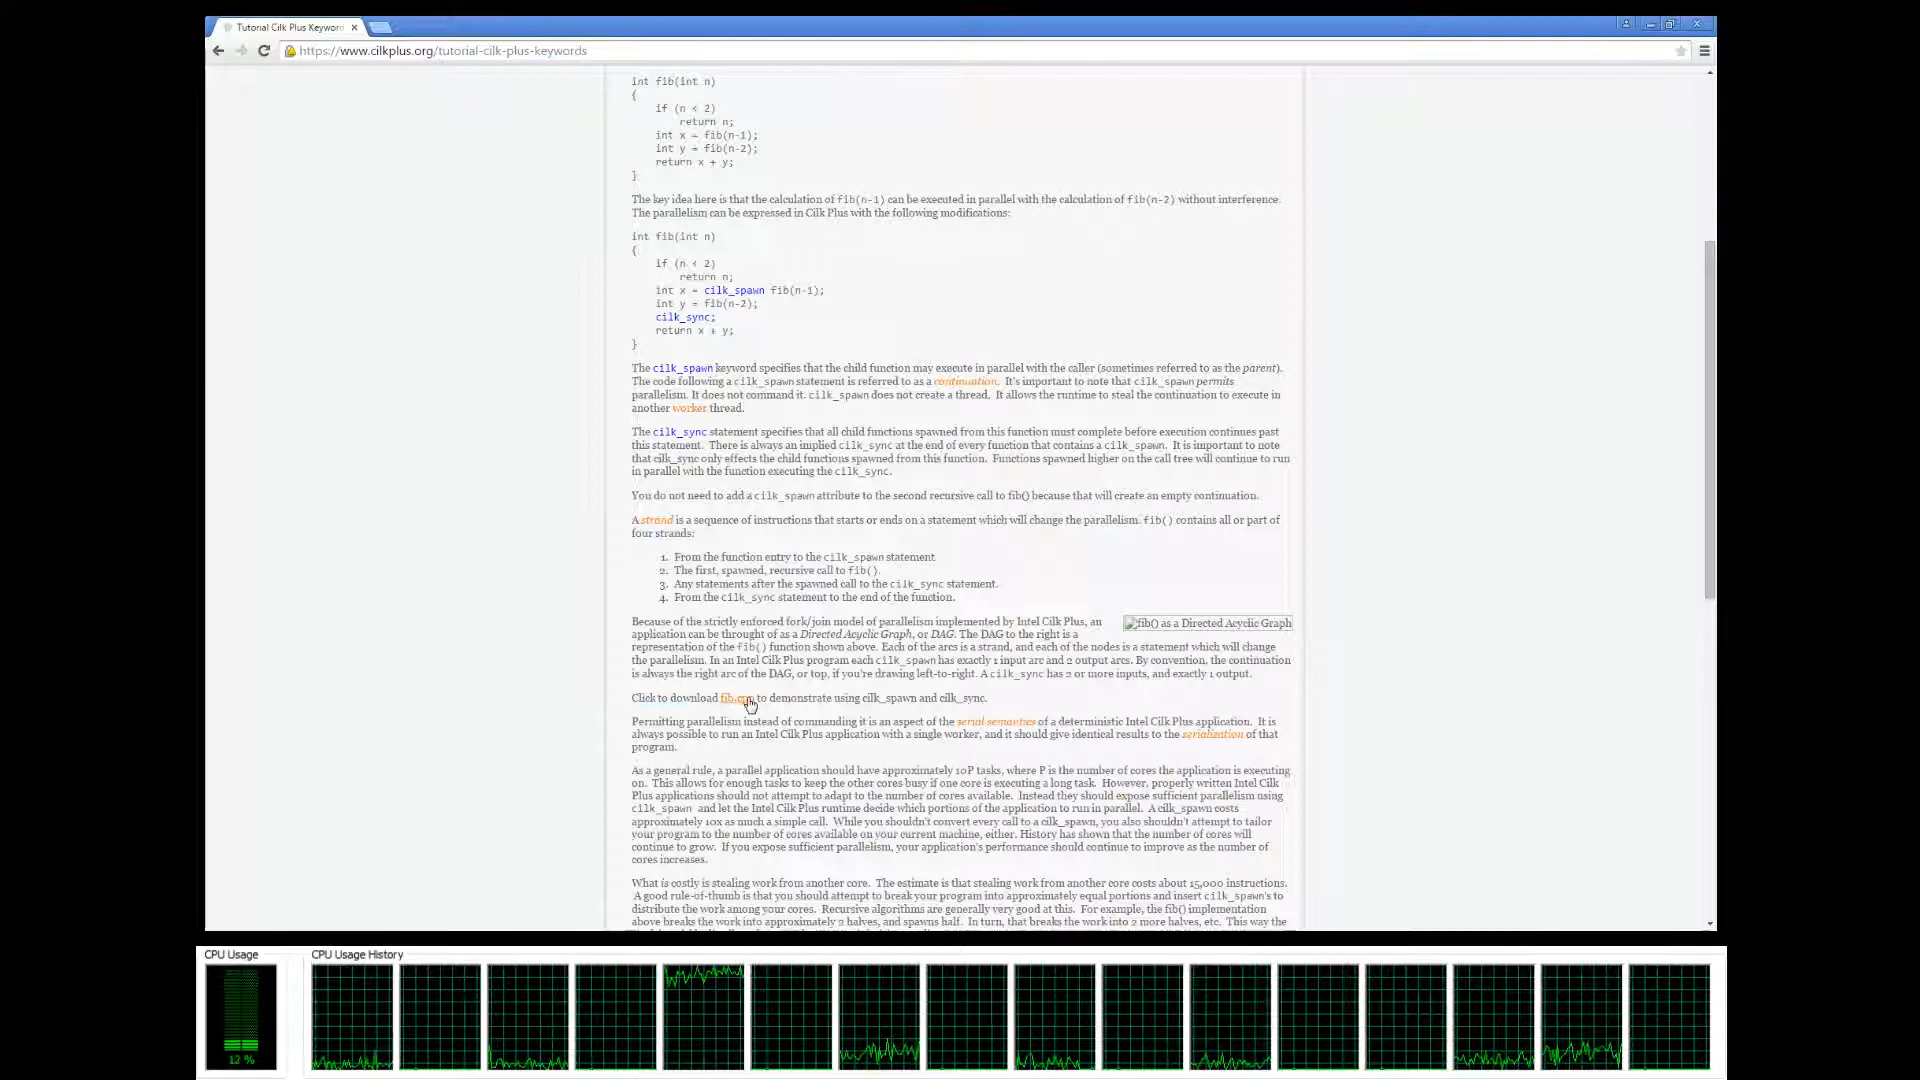 Tutorial Cilk Plus Keyword
https://www.cilkplus.org/tutorial-cilk-plus-keywords
int fib(int n)
{
if (n < 2)
return n;
int x = fib(n-1);
int y = fib(n-2);
return x + y;
}
The key idea here is that the calculation of fib(n-1) can be executed in parallel with the calculation of fib(n-2) without interference.
The parallelism can be expressed in Cilk Plus with the following modifications:
int fib(int n)
{
if (n < 2)
return n;
int x = cilk_spawn fib(n-1);
int y = fib(n-2);
cilk_sync;
return x + y;
}
The cilk_spawn keyword specifies that the child function may execute in parallel with the caller (sometimes referred to as the parent).
The code following a cilk_spawn statement is referred to as a continuation. It's important to note that cilk_spawn permits
parallelism. It does not command it. cilk_spawn does not create a thread. It allows the runtime to steal the continuation to execute in
another worker thread.
The cilk_sync statement specifies that all child functions spawned from this function must complete before execution continues past
this statement. There is always an implied cilk_sync at the end of every function that contains a cilk_spawn. It is important to note
that cilk_sync only effects the child functions spawned from this function. Functions spawned higher on the call tree will continue to run
in parallel with the function executing the cilk_sync.
You do not need to add a cilk_spawn attribute to the second recursive call to fib() because that will create an empty continuation.
A strand is a sequence of instructions that starts or ends on a statement which will change the parallelism. fib() contains all or part of
four strands:
1. From the function entry to the cilk_spawn statement
2. The first, spawned, recursive call to fib().
3. Any statements after the spawned call to the cilk_sync statement.
4. From the cilk_sync statement to the end of the function.
Because of the strictly enforced fork/join model of parallelism implemented by Intel Cilk Plus, an
fib() as a Directed Acyclic Graph
application can be throught of as a Directed Acyclic Graph, or DAG. The DAG to the right is a
representation of the fib() function shown above. Each of the arcs is a strand, and each of the nodes is a statement which will change
the parallelism. In an Intel Cilk Plus program each cilk_spawn has exactly 1 input arc and 2 output arcs. By convention, the continuation
is always the right arc of the DAG, or top, if you're drawing left-to-right. A cilk_sync has 2 or more inputs, and exactly 1 output.
Click to download fib.cpp to demonstrate using cilk_spawn and cilk_sync.
Permitting parallelism instead of commanding it is an aspect of the serial semantics of a deterministic Intel Cilk Plus application. It is
always possible to run an Intel Cilk Plus application with a single worker, and it should give identical results to the serialization of that
program.
As a general rule, a parallel application should have approximately 10P tasks, where P is the number of cores the application is executing
on. This allows for enough tasks to keep the other cores busy if one core is executing a long task. However, properly written Intel Cilk
Plus applications should not attempt to adapt to the number of cores available. Instead they should expose sufficient parallelism using
cilk_spawn and let the Intel Cilk Plus runtime decide which portions of the application to run in parallel. A cilk_spawn costs
approximately 10x as much a simple call. While you shouldn't convert every call to a cilk_spawn, you also shouldn't attempt to tailor
your program to the number of cores available on your current machine, either. History has shown that the number of cores will
continue to grow. If you expose sufficient parallelism, your application's performance should continue to improve as the number of
cores increases.
What is costly is stealing work from another core. The estimate is that stealing work from another core costs about 15,000 instructions.
A good rule-of-thumb is that you should attempt to break your program into approximately equal portions and insert cilk_spawn's to
distribute the work among your cores. Recursive algorithms are generally very good at this. For example, the fib() implementation
above breaks the work into approximately 2 halves, and spawns half. In turn, that breaks the work into 2 more halves, etc. This way the
CPU Usage
CPU Usage History
12 %